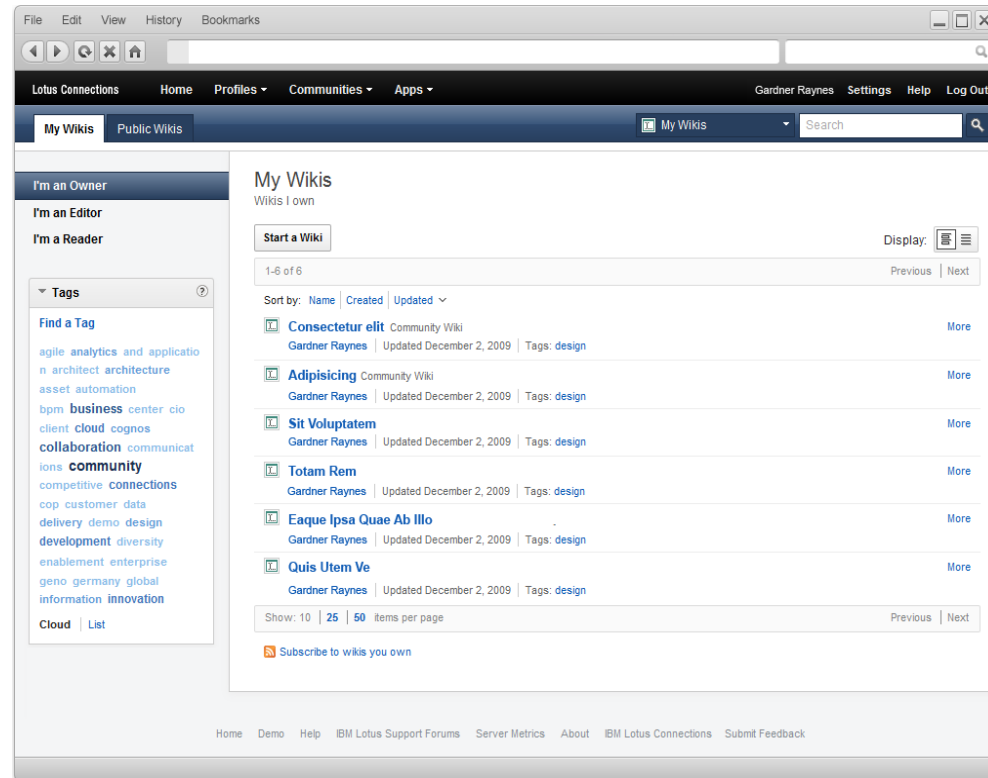 File Edit View History Bookmarks
Lotus Connections Home Profiles Communities Apps Gardner Raynes Settings Help Log Out
My Wikis Public Wikis My Wikis Search
I'm an Owner
I'm an Editor
I'm a Reader
Tags
Find a Tag
agile analytics and applicatio
n architect architecture
asset automation
bpm business center cio
client cloud cognos
collaboration communicat
ions community
competitive connections
cop customer data
delivery demo design
development diversity
enablement enterprise
geno germany global
information innovation
Cloud List
My Wikis
Wikis I own
Start a Wiki Display:
1-6 of 6 Previous Next
Sort by: Name Created Updated
Consectetur elit Community Wiki More
Gardner Raynes Updated December 2, 2009 Tags: design
Adipisicing Community Wiki More
Gardner Raynes Updated December 2, 2009 Tags: design
Sit Voluptatem More
Gardner Raynes Updated December 2, 2009 Tags: design
Totam Rem More
Gardner Raynes Updated December 2, 2009 Tags: design
Eaque Ipsa Quae Ab Illo More
Gardner Raynes Updated December 2, 2009 Tags: design
Quis Utem Ve More
Gardner Raynes Updated December 2, 2009 Tags: design
Show: 10 25 50 items per page Previous Next
Subscribe to wikis you own
Home Demo Help IBM Lotus Support Forums Server Metrics About IBM Lotus Connections Submit Feedback